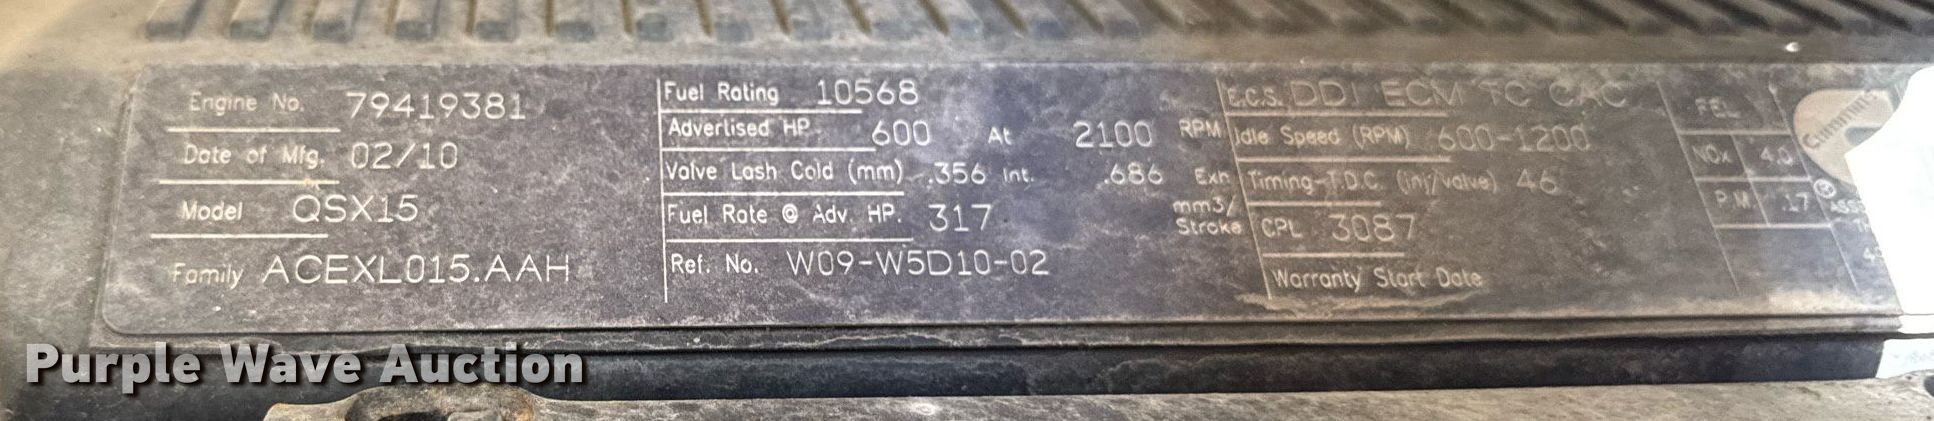 Engine No. 79419381
Date of Mfg. 02/10
Model QSX15
Family ACEXL015.AAH
Fuel Rating 10568
Advertised HP. 600 At 2100 RPM
Valve Lash Cold (mm) .356 Int. .686 Exh
Fuel Rate @ Adv. HP. 317 mm3/
Stroke
Ref. No. W09-W5D10-02
E.C.S. DDI ECM TC CAC
Idle Speed (RPM) 600-1200
Timing-T.D.C. (inj/valve) 46
CPL 3087
Warranty Start Date
FEL
NOx 4.0
P.M. .17
Cummins
Purple Wave Auction